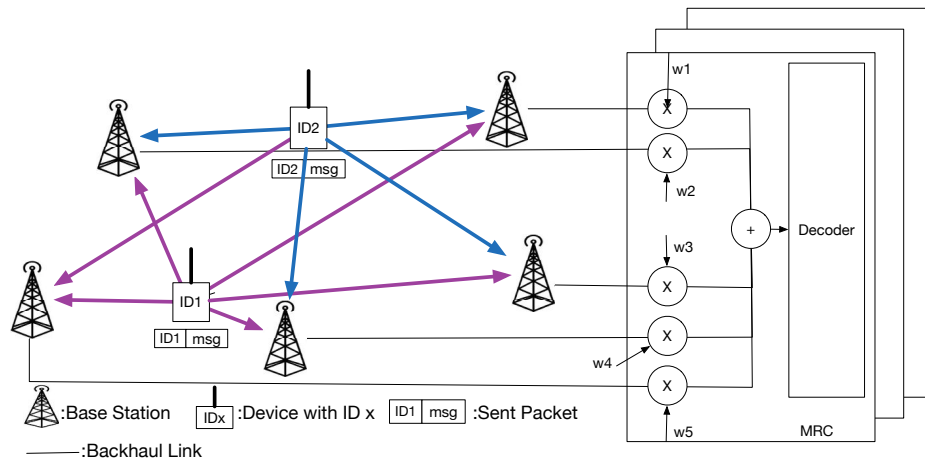 w1
X
ID2
ID2 msg
X
w2
+
Decoder
w3
X
ID1
ID1 msg
X
w4
X
w5
MRC
:Base Station
IDx
:Device with ID x
ID1 msg
:Sent Packet
:Backhaul Link